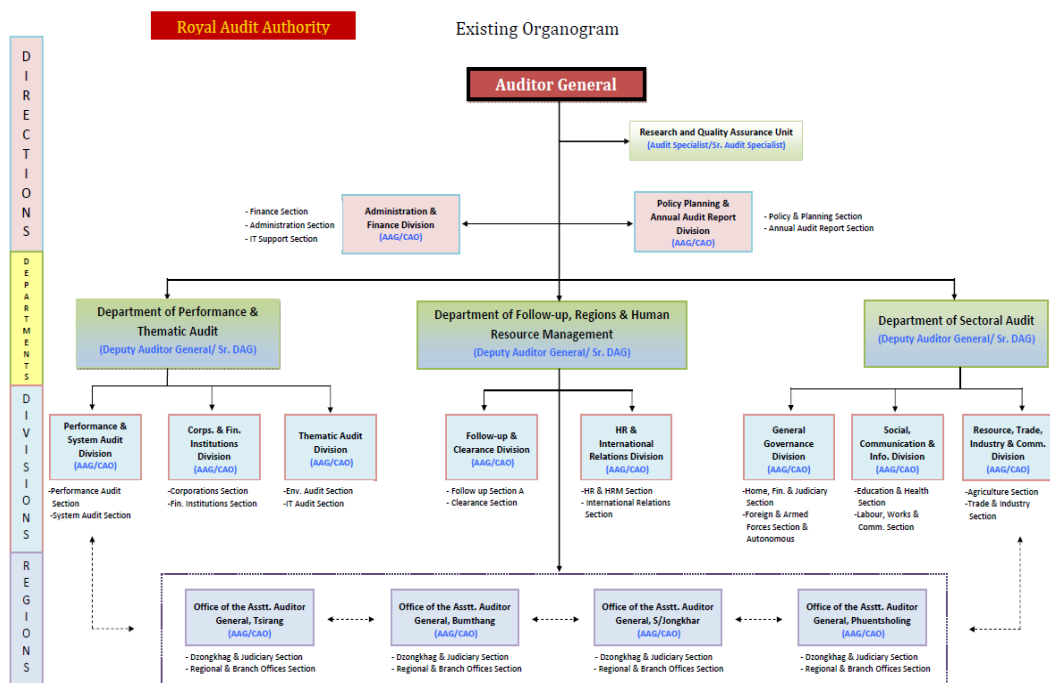 Royal Audit Authority
Existing Organogram
DIRECTIONS
Auditor General
Research and Quality Assurance Unit
(Audit Specialist/Sr. Audit Specialist)
- Finance Section
- Administration Section
- IT Support Section
Administration &
Finance Division
(AAG/CAO)
Policy Planning &
Annual Audit Report
Division
(AAG/CAO)
- Policy & Planning Section
- Annual Audit Report Section
DEPARTMENTS
Department of Performance &
Thematic Audit
(Deputy Auditor General/ Sr. DAG)
Department of Follow-up, Regions & Human
Resource Management
(Deputy Auditor General/ Sr. DAG)
Department of Sectoral Audit
(Deputy Auditor General/ Sr. DAG)
DIVISIONS
Performance &
System Audit
Division
(AAG/CAO)
-Performance Audit
Section
-System Audit Section
Corps. & Fin.
Institutions
Division
(AAG/CAO)
-Corporations Section
-Fin. Institutions Section
Thematic Audit
Division
(AAG/CAO)
-Env. Audit Section
-IT Audit Section
Follow-up &
Clearance Division
(AAG/CAO)
- Follow up Section A
- Clearance Section
HR &
International
Relations Division
(AAG/CAO)
-HR & HRM Section
- International Relations
Section
General
Governance
Division
(AAG/CAO)
-Home, Fin. & Judiciary
Section
-Foreign & Armed
Forces Section &
Autonomous
Social,
Communication &
Info. Division
(AAG/CAO)
-Education & Health
Section
-Labour, Works &
Comm. Section
Resource, Trade,
Industry & Comm.
Division
(AAG/CAO)
-Agriculture Section
-Trade & Industry
Section
REGIONS
Office of the Asstt. Auditor
General, Tsirang
(AAG/CAO)
- Dzongkhag & Judiciary Section
- Regional & Branch Offices Section
Office of the Asstt. Auditor
General, Bumthang
(AAG/CAO)
- Dzongkhag & Judiciary Section
- Regional & Branch Offices Section
Office of the Asstt. Auditor
General, S/Jongkhar
(AAG/CAO)
- Dzongkhag & Judiciary Section
- Regional & Branch Offices Section
Office of the Asstt. Auditor
General, Phuentsholing
(AAG/CAO)
- Dzongkhag & Judiciary Section
- Regional & Branch Offices Section